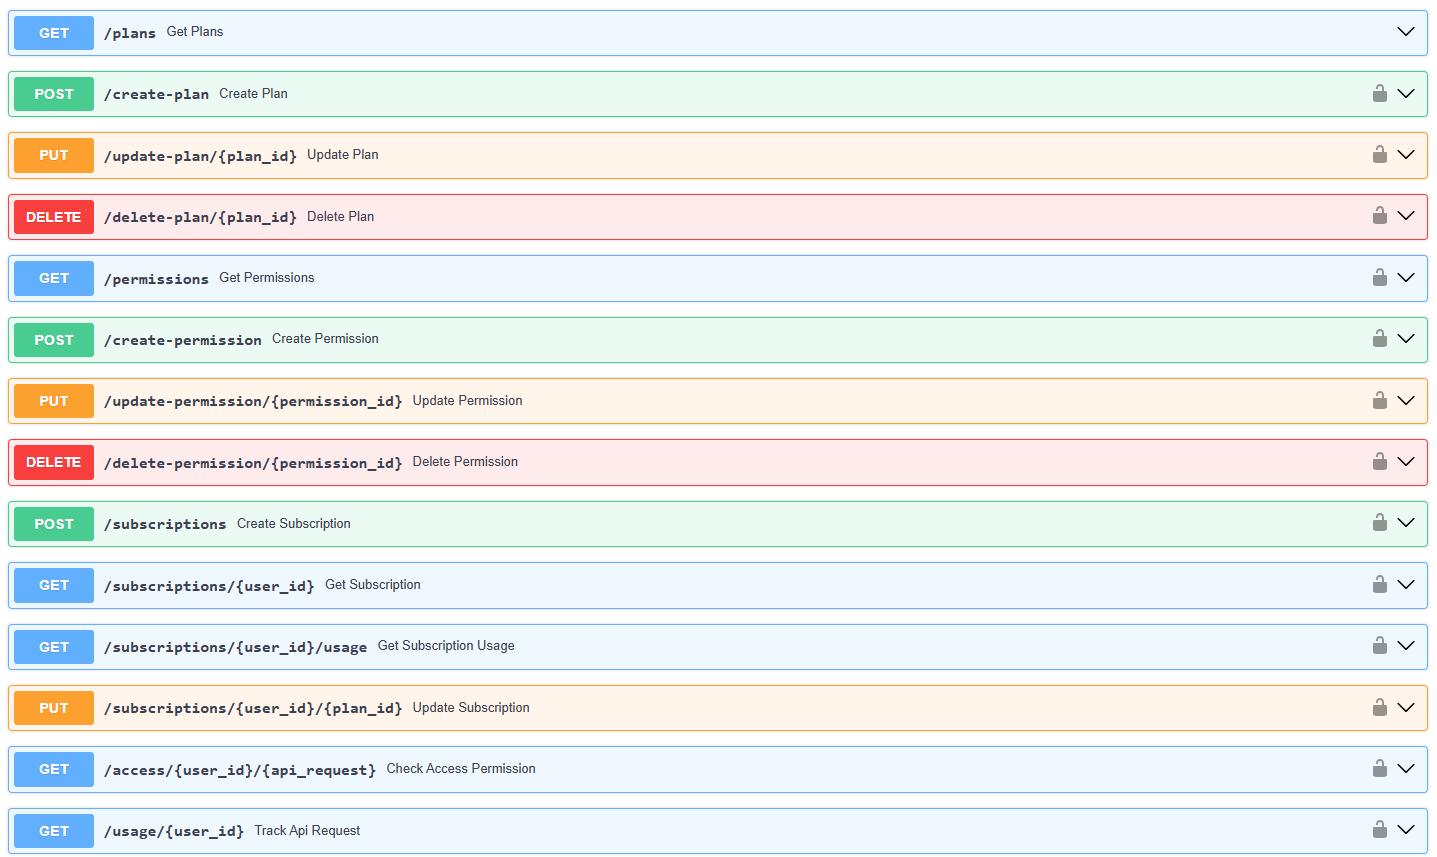 GET /plans Get Plans
POST /create-plan Create Plan
PUT /update-plan/{plan_id} Update Plan
DELETE /delete-plan/{plan_id} Delete Plan
GET /permissions Get Permissions
POST /create-permission Create Permission
PUT /update-permission/{permission_id} Update Permission
DELETE /delete-permission/{permission_id} Delete Permission
POST /subscriptions Create Subscription
GET /subscriptions/{user_id} Get Subscription
GET /subscriptions/{user_id}/usage Get Subscription Usage
PUT /subscriptions/{user_id}/{plan_id} Update Subscription
GET /access/{user_id}/{api_request} Check Access Permission
GET /usage/{user_id} Track Api Request